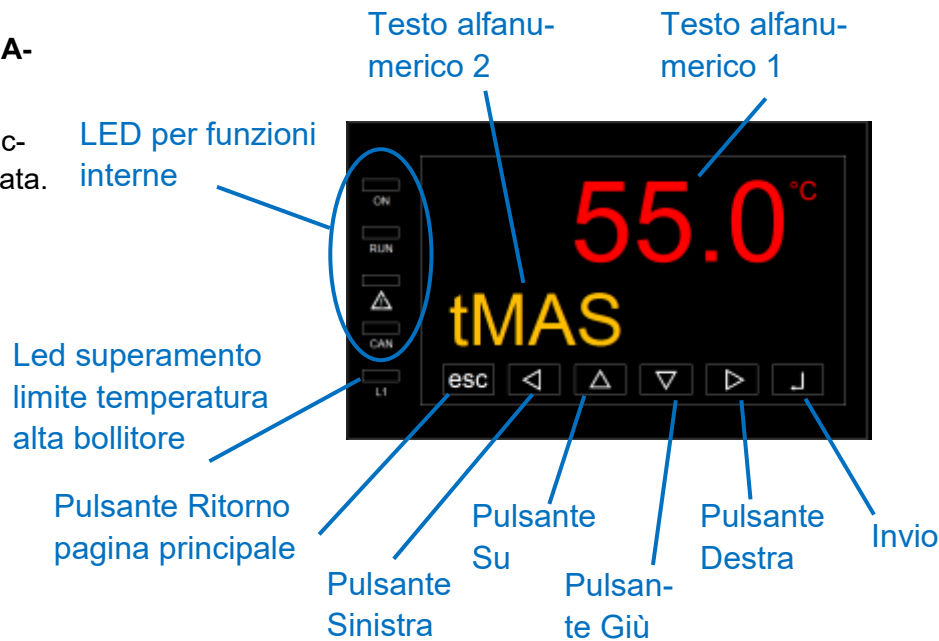 Testo alfanu-
merico 2
Testo alfanu-
merico 1
A-
c-
ata.
LED per funzioni
interne
ON
RUN
CAN
L1
55.0 °C
tMAS
esc
Led superamento
limite temperatura
alta bollitore
Pulsante Ritorno
pagina principale
Pulsante
Sinistra
Pulsante
Su
Pulsan-
te Giù
Pulsante
Destra
Invio